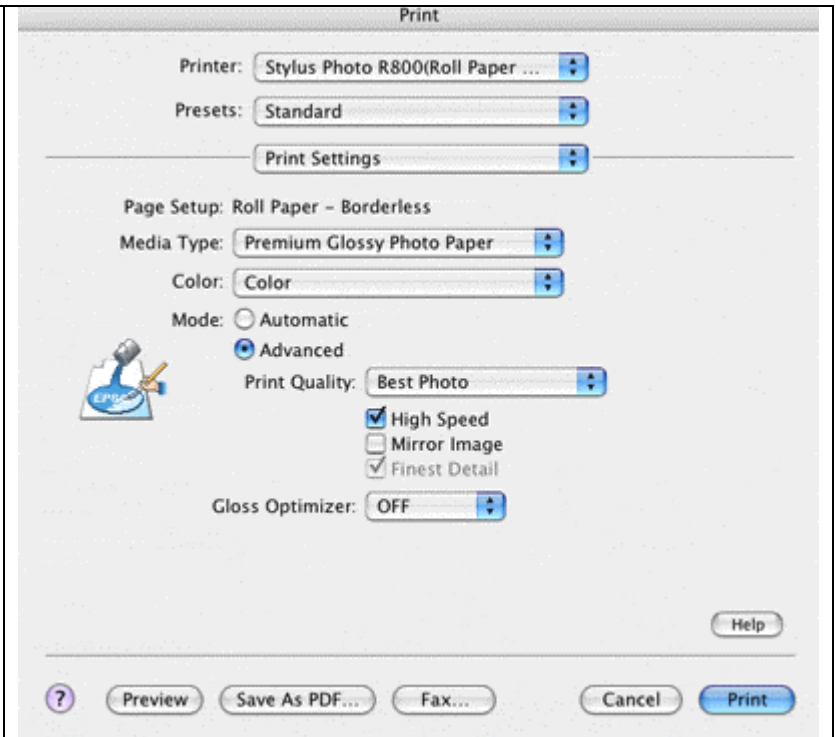 Print
Printer: Stylus Photo R800(Roll Paper ...
Presets: Standard
Print Settings
Page Setup: Roll Paper – Borderless
Media Type: Premium Glossy Photo Paper
Color: Color
Mode: Automatic
Advanced
EPSON
Print Quality: Best Photo
High Speed
Mirror Image
Finest Detail
Gloss Optimizer: OFF
Help
? Preview Save As PDF... Fax... Cancel Print